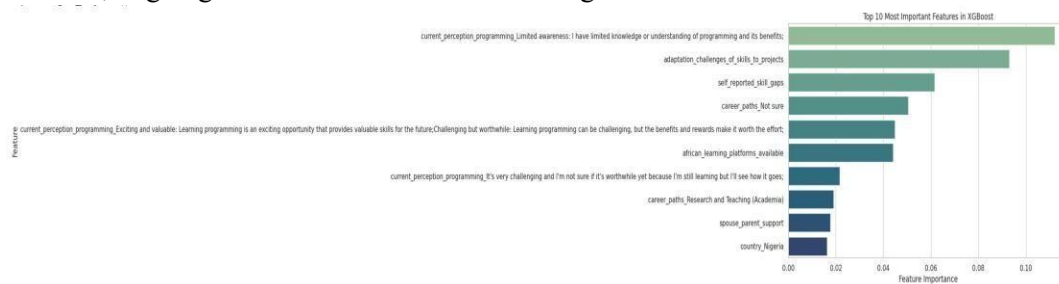 Top 10 Most Important Features in XGBoost
current_perception_programming_Limited awareness: I have limited knowledge or understanding of programming and its benefits;
adaptation_challenges_of_skills_to_projects
self_reported_skill_gaps
career_paths_Not sure
current_perception_programming_Exciting and valuable: Learning programming is an exciting opportunity that provides valuable skills for the future;Challenging but worthwhile: Learning programming can be challenging, but the benefits and rewards make it worth the effort;
african_learning_platforms_available
current_perception_programming_It's very challenging and I'm not sure if it's worthwhile yet because I'm still learning but I'll see how it goes;
career_paths_Research and Teaching (Academia)
spouse_parent_support
country_Nigeria
Feature
0.00 0.02 0.04 0.06 0.08 0.10
Feature Importance